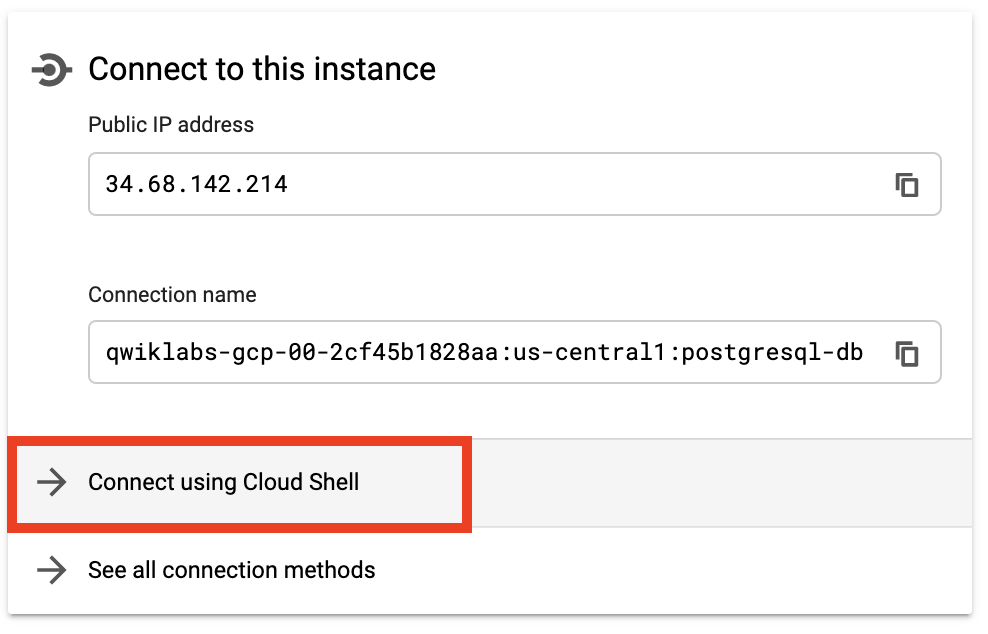 Connect to this instance
Public IP address
34.68.142.214
Connection name
qwiklabs-gcp-00-2cf45b1828aa:us-central1:postgresql-db
Connect using Cloud Shell
See all connection methods